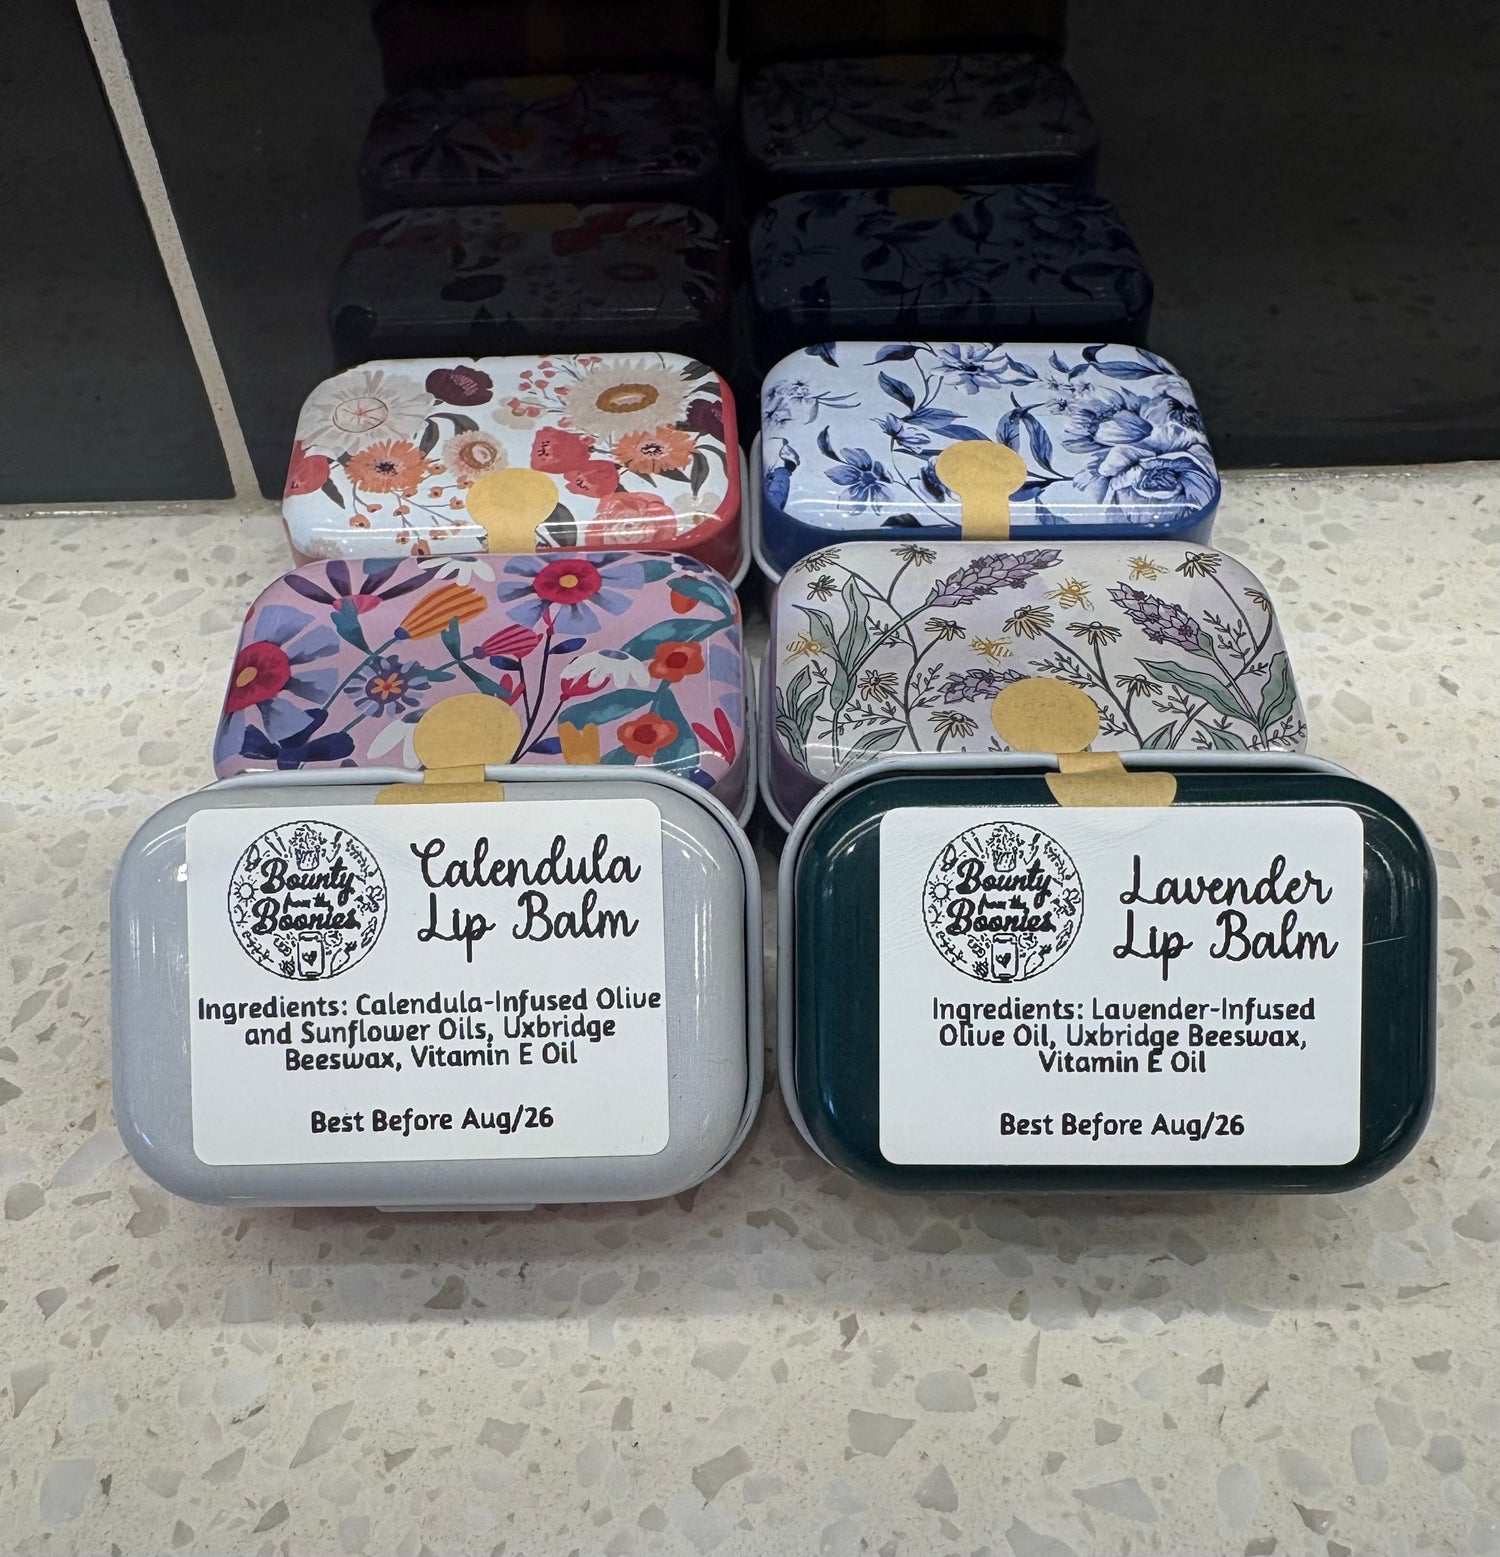 Bounty
from the
Boonies
Calendula
Lip Balm
Ingredients: Calendula-Infused Olive
and Sunflower Oils, Uxbridge
Beeswax, Vitamin E Oil
Best Before Aug/26
Bounty
from the
Boonies
Lavender
Lip Balm
Ingredients: Lavender-Infused
Olive Oil, Uxbridge Beeswax,
Vitamin E Oil
Best Before Aug/26